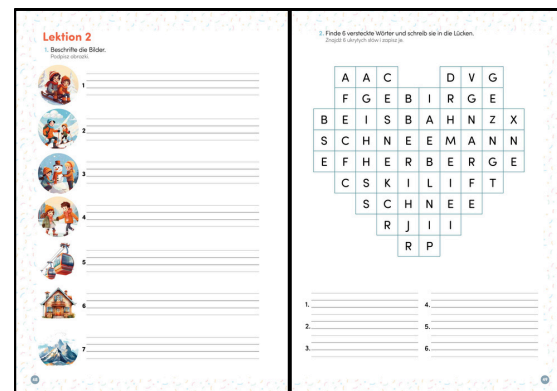 Lektion 2
1. Beschrifte die Bilder.
Podpisz obrazki.
1
2
3
4
5
6
7
2. Finde 6 versteckte Wörter und schreib sie in die Lücken.
Znajdź 6 ukrytych słów i zapisz je.
A A C D V G
F G E B I R G E
B E I S B A H N Z X
S C H N E E M A N N
E F H E R B E R G E
C S K I L I F T
S C H N E E
R J I I
R P
1. 4.
2. 5.
3. 6.